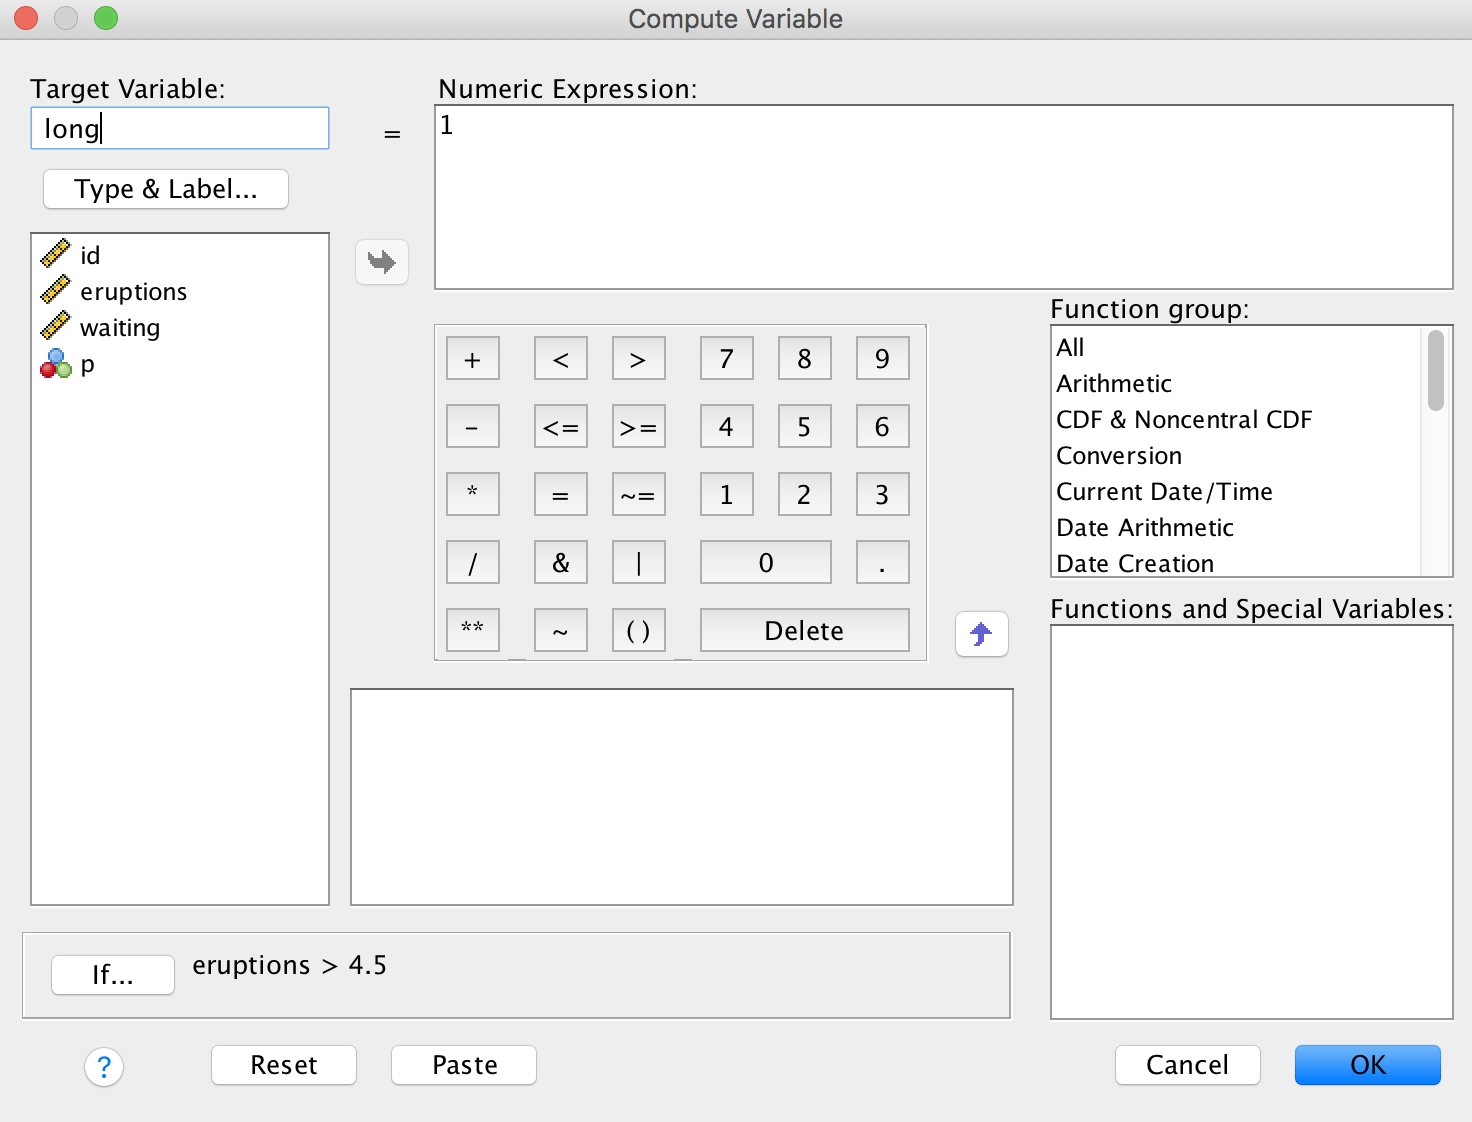 Compute Variable
Target Variable:
long
Type & Label...
id
eruptions
waiting
p
=
Numeric Expression:
1
+ < > 7 8 9
- <= >= 4 5 6
* = ~= 1 2 3
/ & | 0 .
** ~ () Delete
Function group:
All
Arithmetic
CDF & Noncentral CDF
Conversion
Current Date/Time
Date Arithmetic
Date Creation
Functions and Special Variables:
If... eruptions > 4.5
? Reset Paste Cancel OK